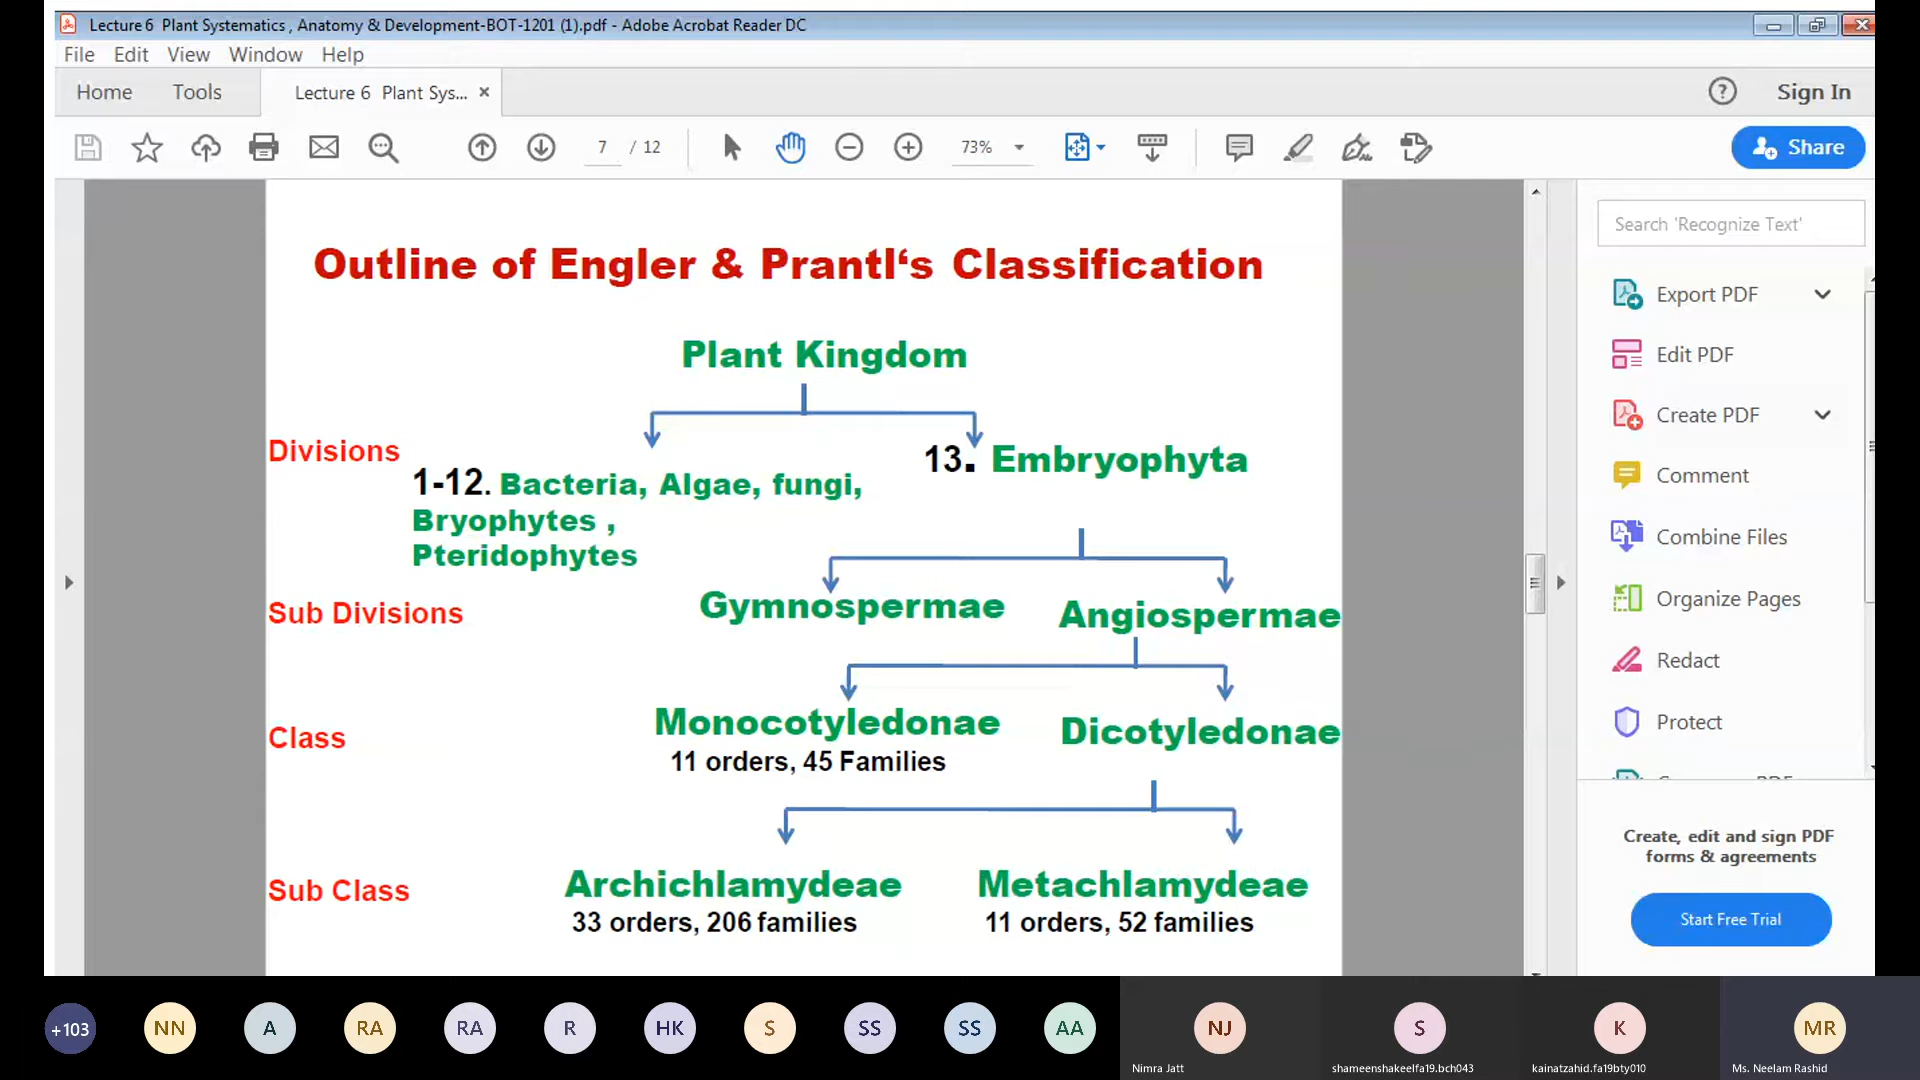 Lecture 6 Plant Systematics , Anatomy & Development-BOT-1201 (1).pdf - Adobe Acrobat Reader DC
File Edit View Window Help
Home Tools Lecture 6 Plant Sys... × ? Sign In
7 / 12 73% Share
Search 'Recognize Text'
Export PDF
Edit PDF
Create PDF
Comment
Combine Files
Organize Pages
Redact
Protect
Create, edit and sign PDF
forms & agreements
Start Free Trial
Outline of Engler & Prantl‘s Classification
Plant Kingdom
Divisions
1-12. Bacteria, Algae, fungi,
Bryophytes ,
Pteridophytes
13. Embryophyta
Sub Divisions
Gymnospermae Angiospermae
Class
Monocotyledonae Dicotyledonae
11 orders, 45 Families
Sub Class
Archichlamydeae Metachlamydeae
33 orders, 206 families 11 orders, 52 families
+103 NN A RA RA R HK S SS SS AA NJ S K MR
Nimra Jatt shameenshakeelfa19.bch043 kainatzahid.fa19bty010 Ms. Neelam Rashid